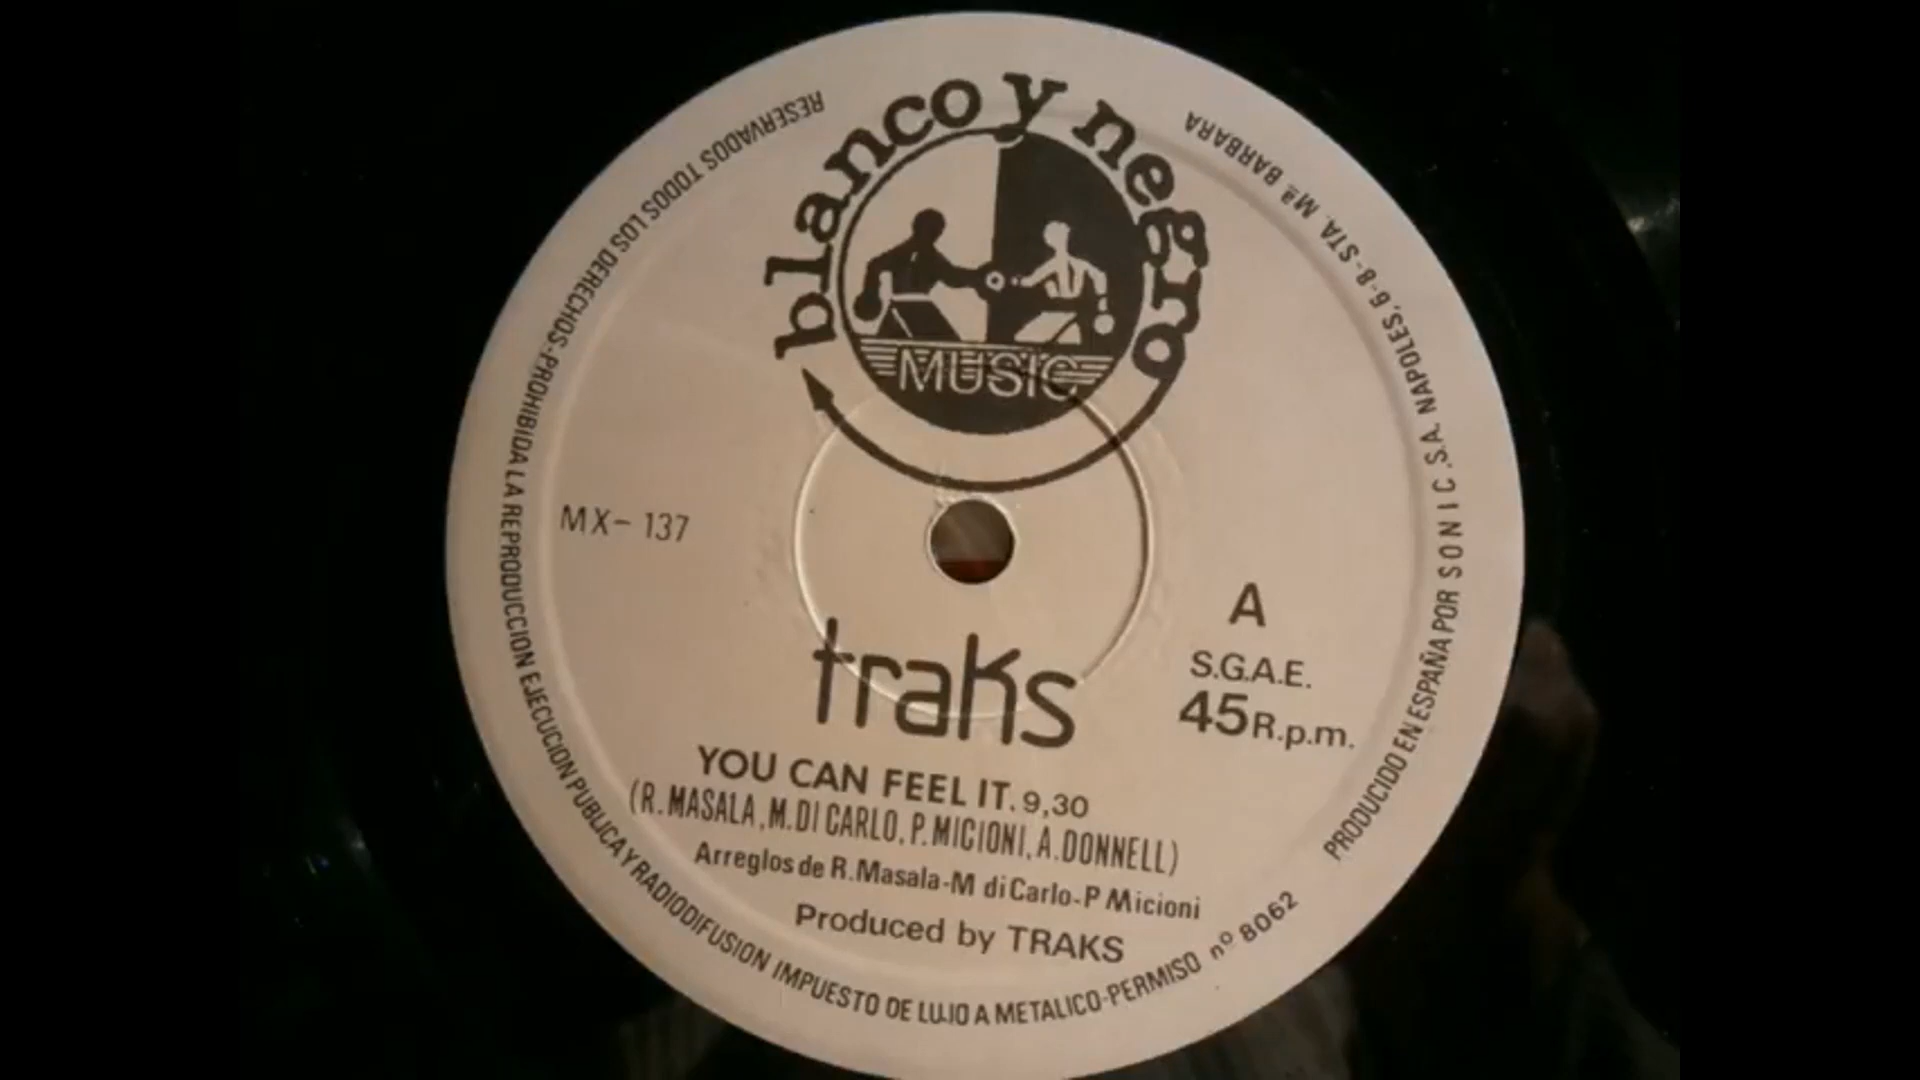 blanco y negro
MUSIC
MX- 137
A
S.G.A.E.
45 R.p.m.
traks
YOU CAN FEEL IT. 9,30
(R. MASALA, M. DI CARLO, P. MICIONI, A. DONNELL)
Arreglos de R. Masala-M di Carlo-P Micioni
Produced by TRAKS
RESERVADOS TODOS LOS DERECHOS-PROHIBIDA LA REPRODUCCION EJECUCION PUBLICA Y RADIODIFUSION IMPUESTO DE LUJO A METALICO-PERMISO nº 8062
PRODUCIDO EN ESPAÑA POR SONIC, S.A. NAPOLES, 6-8-STA. Mª BARBARA